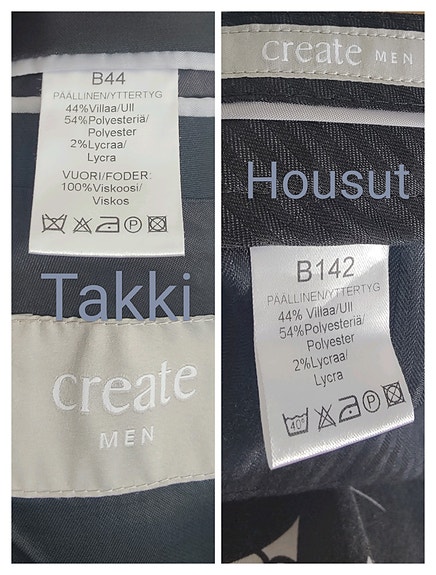 B44
PÄÄLLINEN/YTTERTYG
44%Villaa/Ull
54%Polyesteriä/
Polyester
2%Lycraa/
Lycra
VUORI/FODER:
100%Viskoosi/
Viskos
P
Takki
create
MEN
create MEN
Housut
B142
PÄÄLLINEN/YTTERTYG
44% Villaa/Ull
54%Polyesteriä/
Polyester
2%Lycraa/
Lycra
40° P